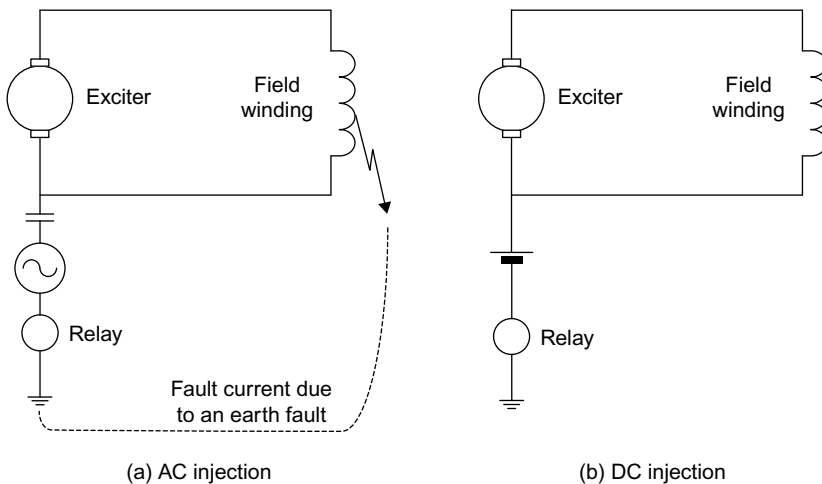 Exciter
Field
winding
Relay
Fault current due
to an earth fault
(a) AC injection
Exciter
Field
winding
Relay
(b) DC injection